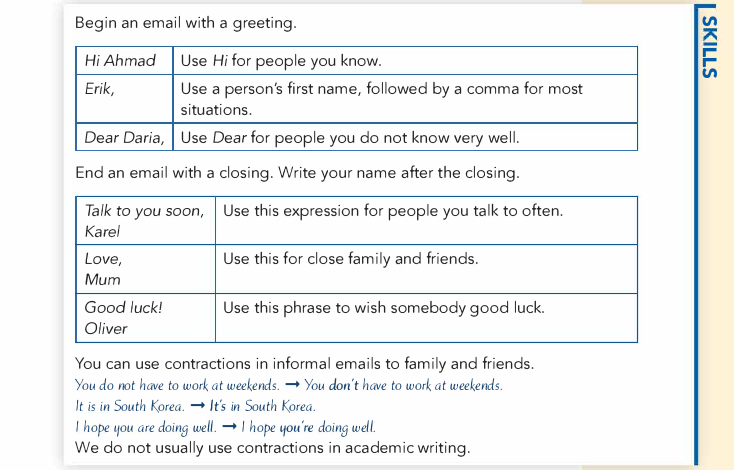 Begin an email with a greeting.
SKILLS
Hi Ahmad Use Hi for people you know.
Erik, Use a person's first name, followed by a comma for most
situations.
Dear Daria, Use Dear for people you do not know very well.
End an email with a closing. Write your name after the closing.
Talk to you soon, Use this expression for people you talk to often.
Karel
Love, Use this for close family and friends.
Mum
Good luck! Use this phrase to wish somebody good luck.
Oliver
You can use contractions in informal emails to family and friends.
You do not have to work at weekends. → You don't have to work at weekends.
It is in South Korea. → It's in South Korea.
I hope you are doing well. → I hope you're doing well.
We do not usually use contractions in academic writing.